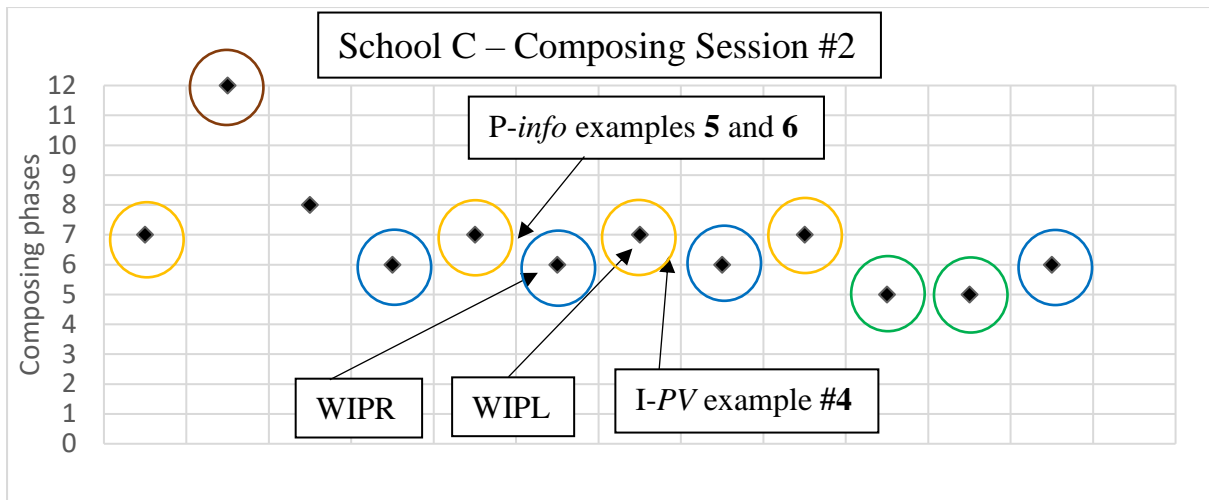 School C – Composing Session #2
12
11
10
9
8
7
6
5
4
3
2
1
0
Composing phases
P-info examples 5 and 6
WIPR
WIPL
I-PV example #4